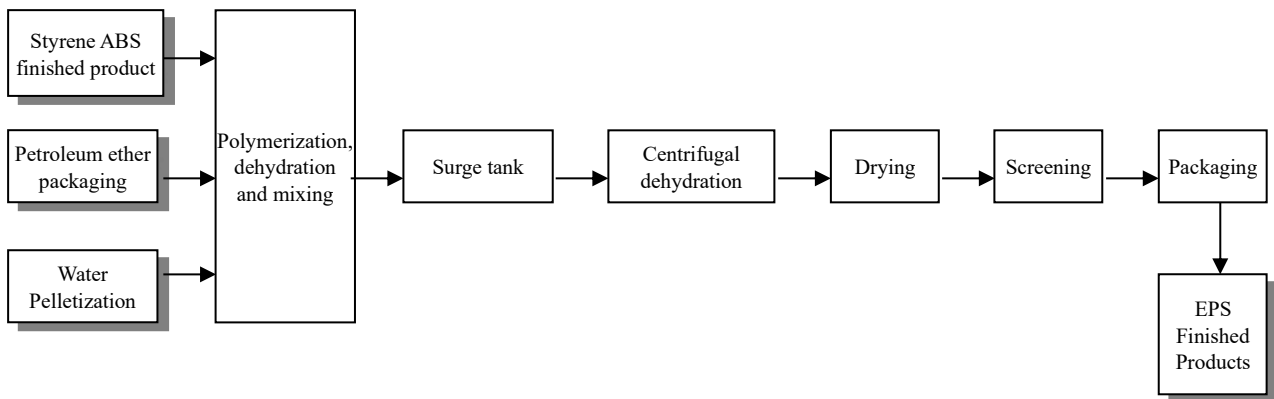 Styrene ABS
finished product
Petroleum ether
packaging
Water
Pelletization
Polymerization,
dehydration
and mixing
Surge tank
Centrifugal
dehydration
Drying
Screening
Packaging
EPS
Finished
Products